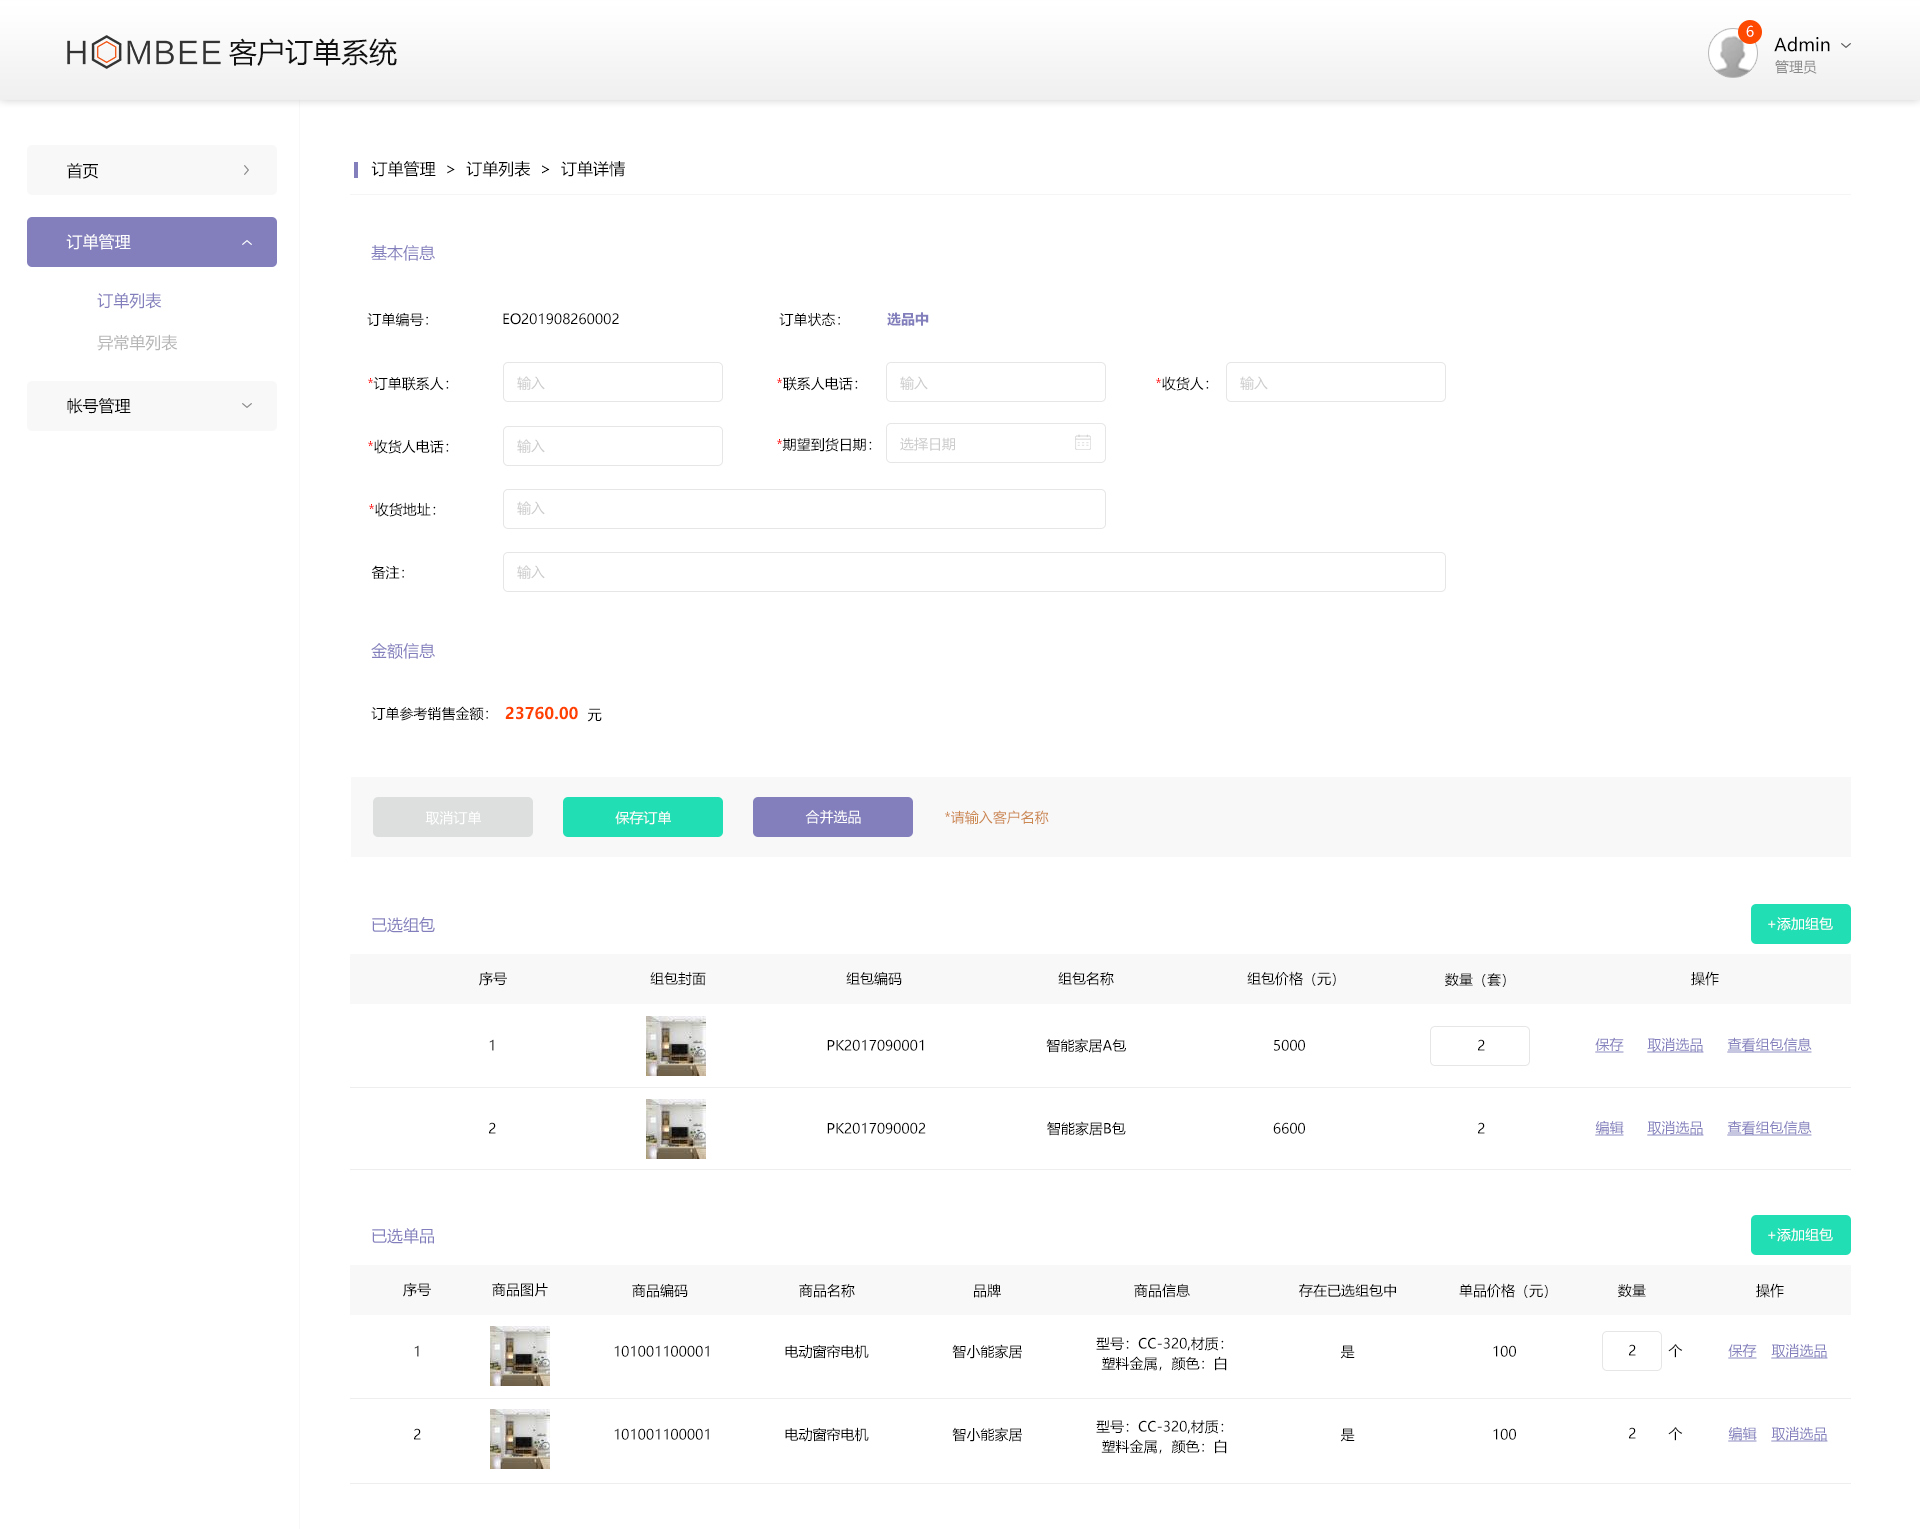 HOMBEE 客户订单系统
6
Admin
管理员
首页
订单管理
订单列表
异常单列表
帐号管理
订单管理 > 订单列表 > 订单详情
基本信息
订单编号: EO201908260002 订单状态: 选品中
*订单联系人: 输入 *联系人电话: 输入 *收货人: 输入
*收货人电话: 输入 *期望到货日期: 选择日期
*收货地址: 输入
备注: 输入
金额信息
订单参考销售金额: 23760.00 元
取消订单 保存订单 合并选品 *请输入客户名称
已选组包 +添加组包
序号 组包封面 组包编码 组包名称 组包价格（元） 数量（套） 操作
1 PK2017090001 智能家居A包 5000 2 保存 取消选品 查看组包信息
2 PK2017090002 智能家居B包 6600 2 编辑 取消选品 查看组包信息
已选单品 +添加组包
序号 商品图片 商品编码 商品名称 品牌 商品信息 存在已选组包中 单品价格（元） 数量 操作
1 101001100001 电动窗帘电机 智小能家居 型号：CC-320,材质：
塑料金属，颜色：白 是 100 2 个 保存 取消选品
2 101001100001 电动窗帘电机 智小能家居 型号：CC-320,材质：
塑料金属，颜色：白 是 100 2 个 编辑 取消选品